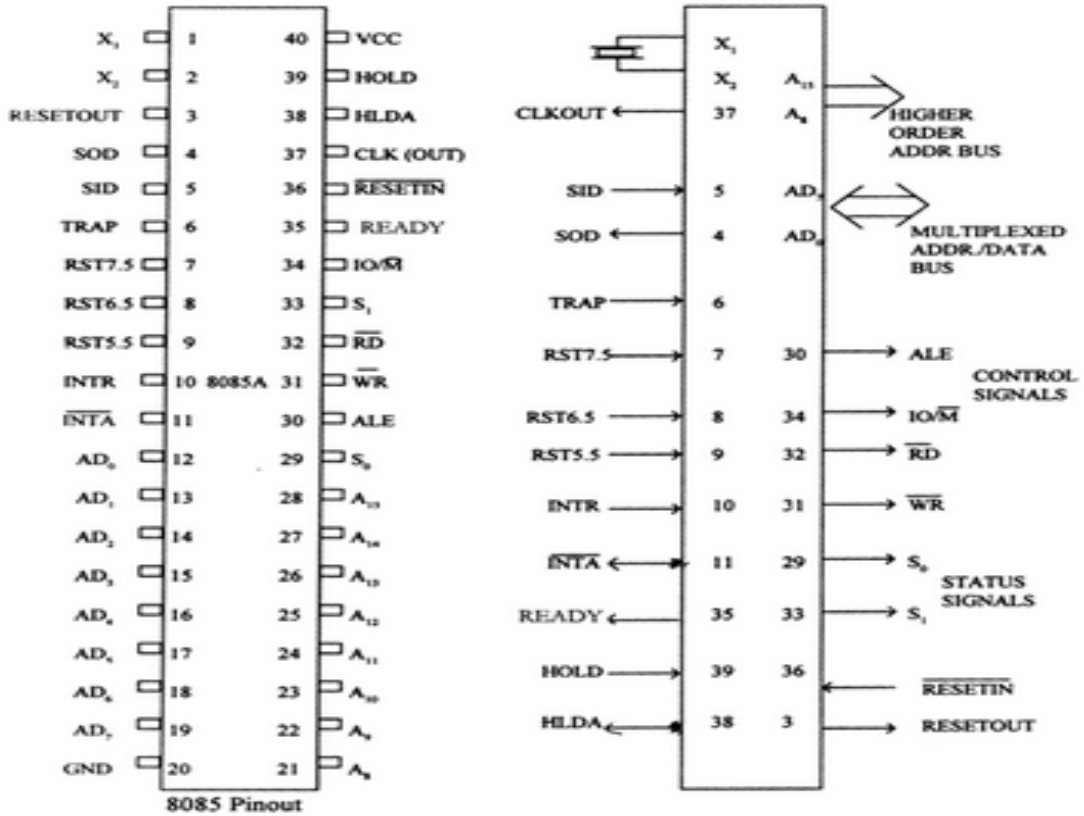 X₁ 1 40 VCC
X₂ 2 39 HOLD
RESETOUT 3 38 HLDA
SOD 4 37 CLK (OUT)
SID 5 36 RESETIN
TRAP 6 35 READY
RST7.5 7 34 IO/M
RST6.5 8 33 S₁
RST5.5 9 32 RD
INTR 10 8085A 31 WR
INTA 11 30 ALE
AD₀ 12 29 S₀
AD₁ 13 28 A₁₅
AD₂ 14 27 A₁₄
AD₃ 15 26 A₁₃
AD₄ 16 25 A₁₂
AD₅ 17 24 A₁₁
AD₆ 18 23 A₁₀
AD₇ 19 22 A₉
GND 20 21 A₈
8085 Pinout
X₁
X₂ A₁₅
CLKOUT 37 A₈
HIGHER
ORDER
ADDR BUS
SID 5 AD₇
SOD 4 AD₀
MULTIPLEXED
ADDR./DATA
BUS
TRAP 6
RST7.5 7 30 ALE
CONTROL
SIGNALS
RST6.5 8 34 IO/M
RST5.5 9 32 RD
INTR 10 31 WR
INTA 11 29 S₀
STATUS
SIGNALS
READY 35 33 S₁
HOLD 39 36 RESETIN
HLDA 38 3 RESETOUT